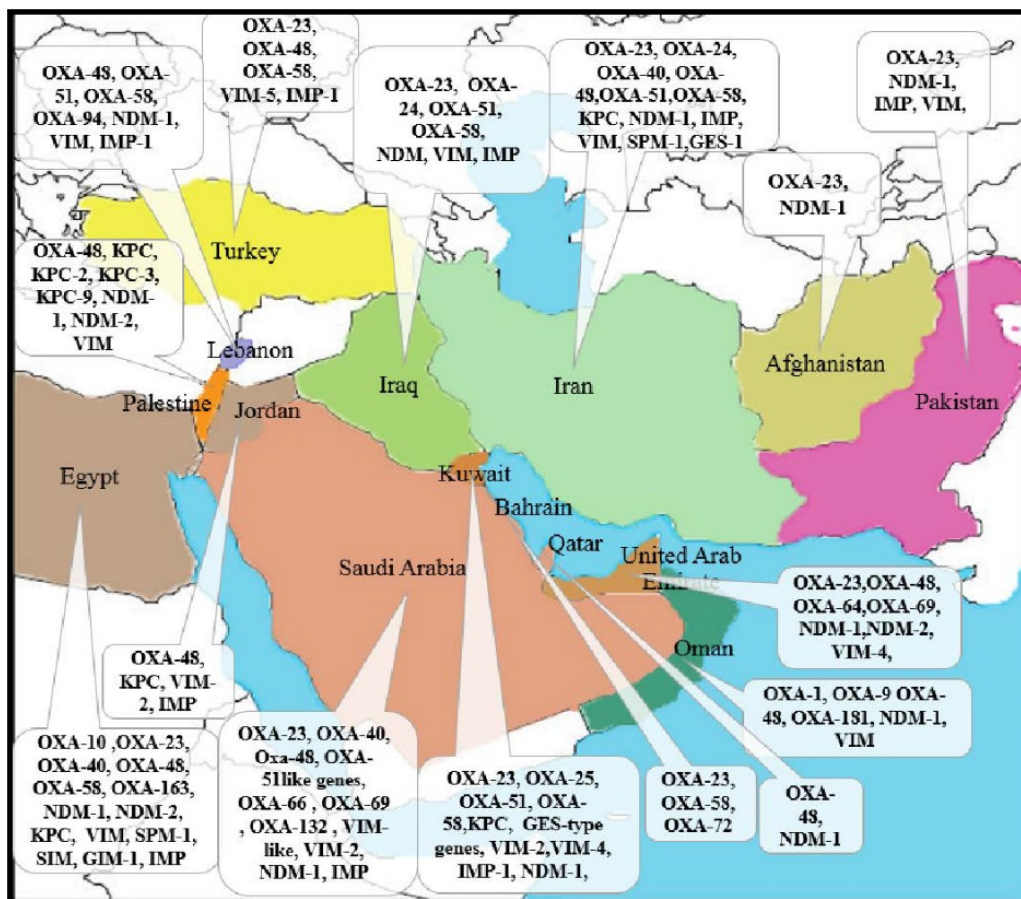 OXA-23,
OXA-48,
OXA-58,
VIM-5, IMP-1
OXA-48, OXA-
51, OXA-58,
OXA-94, NDM-1,
VIM, IMP-1
OXA-23, OXA-
24, OXA-51,
OXA-58,
NDM, VIM, IMP
OXA-23, OXA-24,
OXA-40, OXA-
48,OXA-51,OXA-58,
KPC, NDM-1, IMP,
VIM, SPM-1,GES-1
OXA-23,
NDM-1,
IMP, VIM,
OXA-23,
NDM-1
OXA-48, KPC,
KPC-2, KPC-3,
KPC-9, NDM-
1, NDM-2,
VIM
Turkey
Lebanon
Palestine
Jordan
Iraq
Iran
Afghanistan
Pakistan
Egypt
Kuwait
Bahrain
Qatar
United Arab
Emirate
Saudi Arabia
Oman
OXA-23,OXA-48,
OXA-64,OXA-69,
NDM-1,NDM-2,
VIM-4,
OXA-48,
KPC, VIM-
2, IMP
OXA-1, OXA-9 OXA-
48, OXA-181, NDM-1,
VIM
OXA-10 ,OXA-23,
OXA-40, OXA-48,
OXA-58, OXA-163,
NDM-1, NDM-2,
KPC, VIM, SPM-1,
SIM, GIM-1, IMP
OXA-23, OXA-40,
Oxa-48, OXA-
51like genes,
OXA-66 , OXA-69
, OXA-132 , VIM-
like, VIM-2,
NDM-1, IMP
OXA-23, OXA-25,
OXA-51, OXA-
58,KPC, GES-type
genes, VIM-2,VIM-4,
IMP-1, NDM-1,
OXA-23,
OXA-58,
OXA-72
OXA-
48,
NDM-1